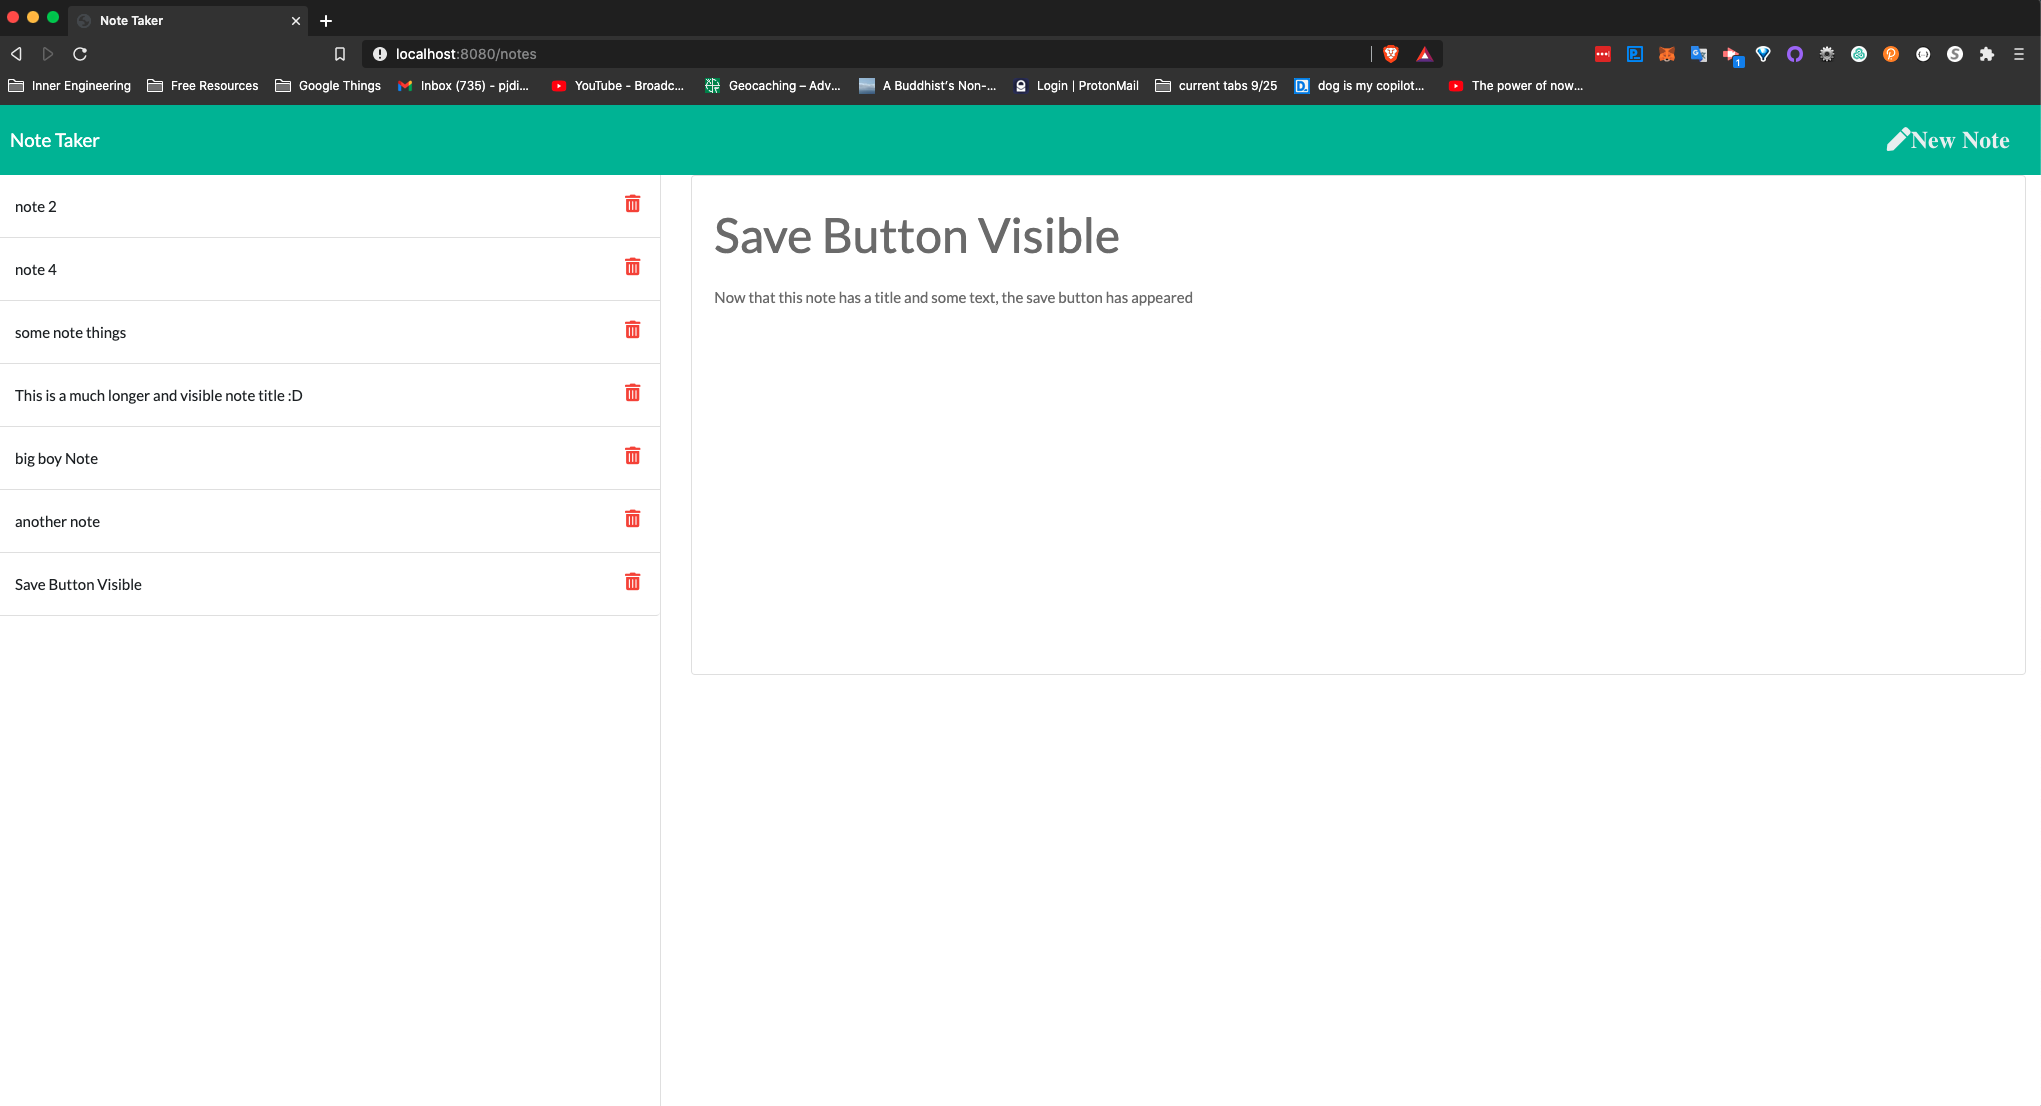 Note Taker
localhost:8080/notes
1
Inner Engineering Free Resources Google Things Inbox (735) - pjdi... YouTube - Broadc... Geocaching – Adv... A Buddhist's Non-... Login | ProtonMail current tabs 9/25 dog is my copilot... The power of now...
Note Taker New Note
note 2
note 4
some note things
This is a much longer and visible note title :D
big boy Note
another note
Save Button Visible
Save Button Visible
Now that this note has a title and some text, the save button has appeared